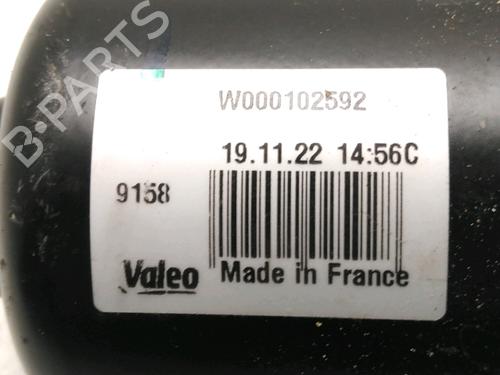 B-PARTS
W000102592
19.11.22 14:56C
9158
Valeo Made in France